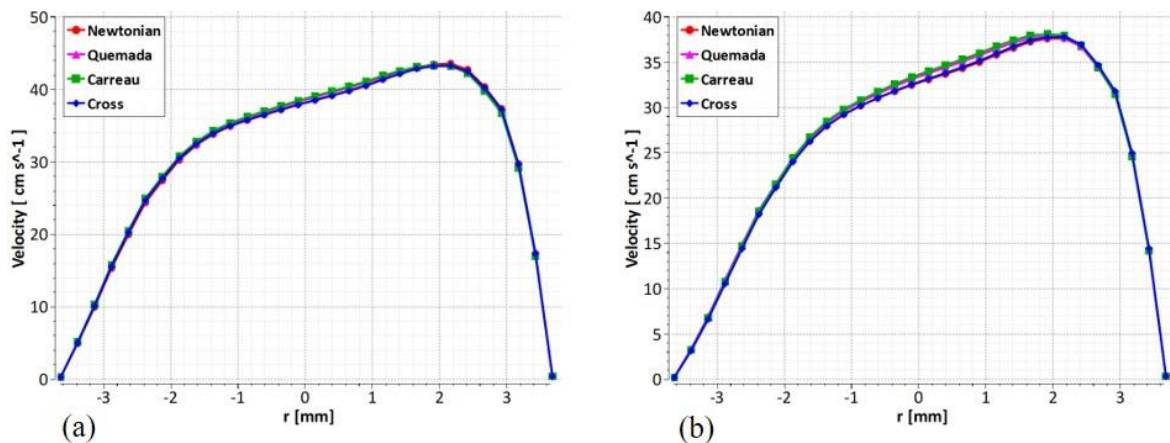 50
40
30
20
10
0
Velocity [ cm s^-1]
Newtonian
Quemada
Carreau
Cross
-3
-2
-1
0
1
2
3
r [mm]
(a)
40
35
30
25
20
15
10
5
0
Velocity [ cm s^-1]
Newtonian
Quemada
Carreau
Cross
-3
-2
-1
0
1
2
3
r [mm]
(b)